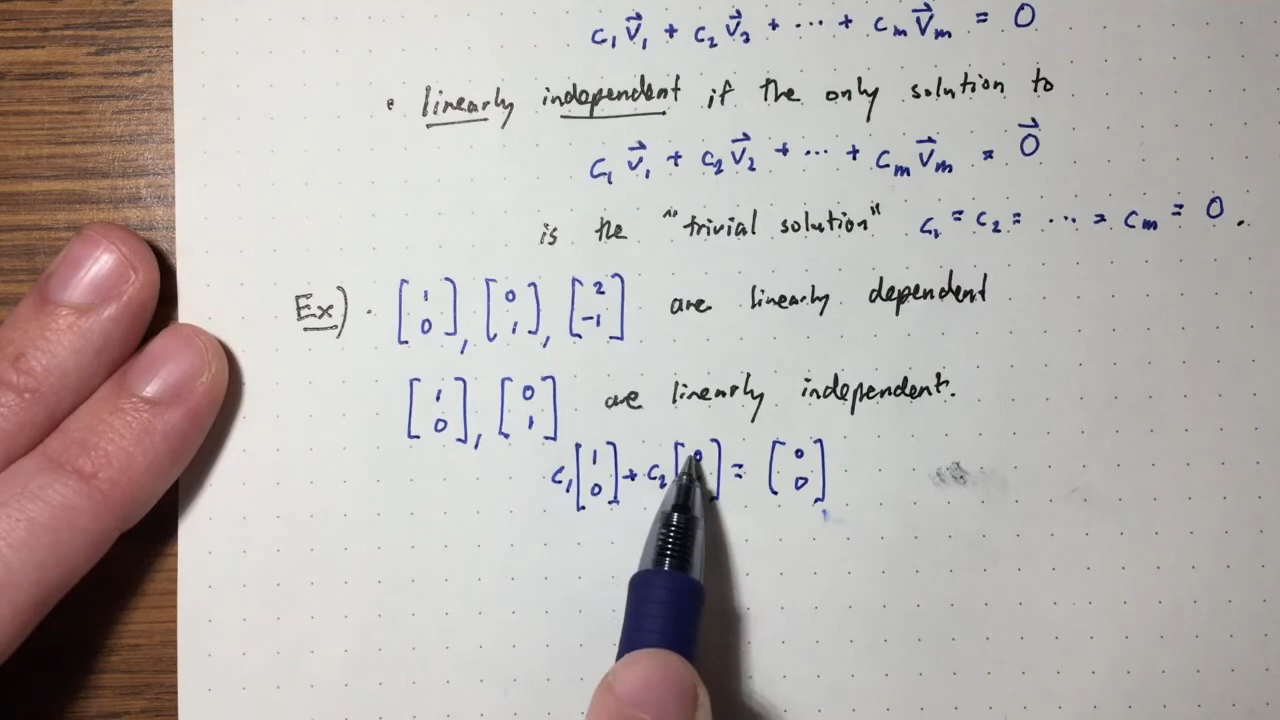 c₁v⃗₁ + c₂v⃗₂ + ⋯ + cₘv⃗ₘ = 0
• linearly independent if the only solution to
c₁v⃗₁ + c₂v⃗₂ + ⋯ + cₘv⃗ₘ = 0⃗
is the "trivial solution" c₁ = c₂ = ⋯ = cₘ = 0.
Ex) · [1 0], [0 1], [2 -1] are linearly dependent
[1 0], [0 1] are linearly independent.
c₁[1 0] + c₂[0 ] = [0 0]